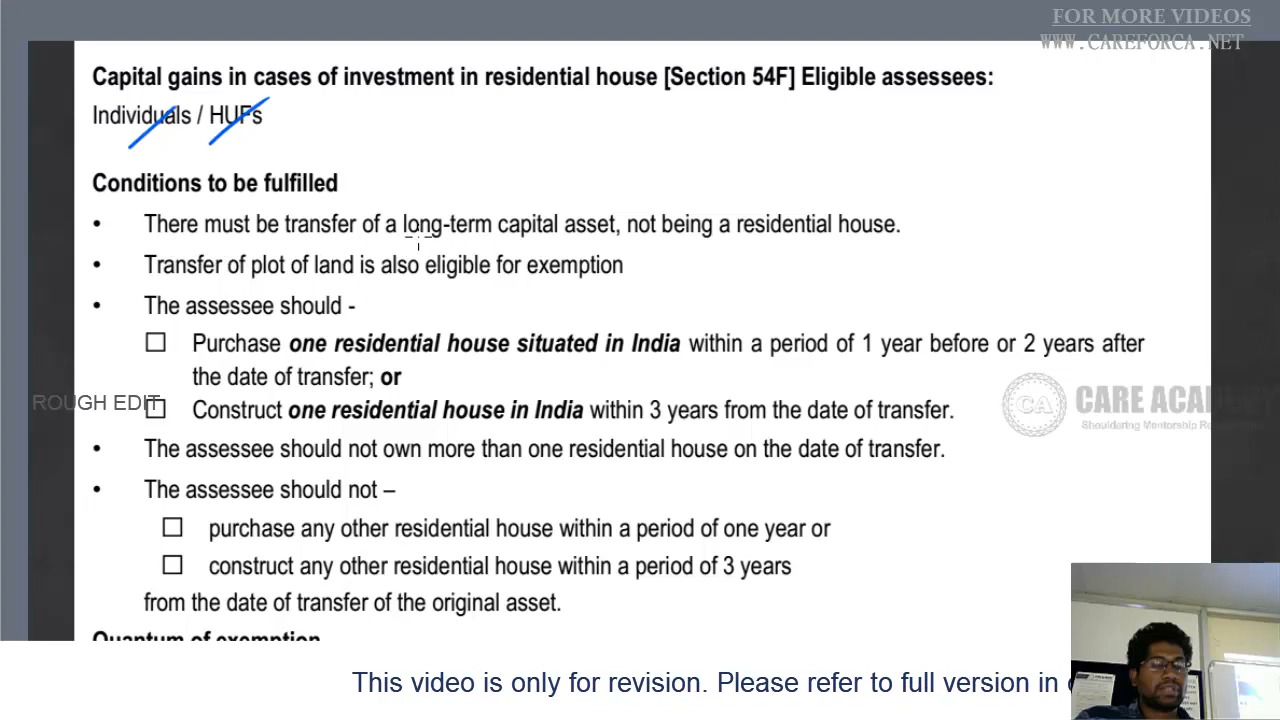 FOR MORE VIDEOS
WWW.CAREFORCA.NET
Capital gains in cases of investment in residential house [Section 54F] Eligible assessees:
Individuals / HUFs
Conditions to be fulfilled
• There must be transfer of a long-term capital asset, not being a residential house.
• Transfer of plot of land is also eligible for exemption
• The assessee should -
☐ Purchase one residential house situated in India within a period of 1 year before or 2 years after
the date of transfer; or
ROUGH EDIT
☐ Construct one residential house in India within 3 years from the date of transfer.
CA CARE ACADEMY
Shouldering Mentorship
• The assessee should not own more than one residential house on the date of transfer.
• The assessee should not –
☐ purchase any other residential house within a period of one year or
☐ construct any other residential house within a period of 3 years
from the date of transfer of the original asset.
Quantum of exemption
This video is only for revision. Please refer to full version in